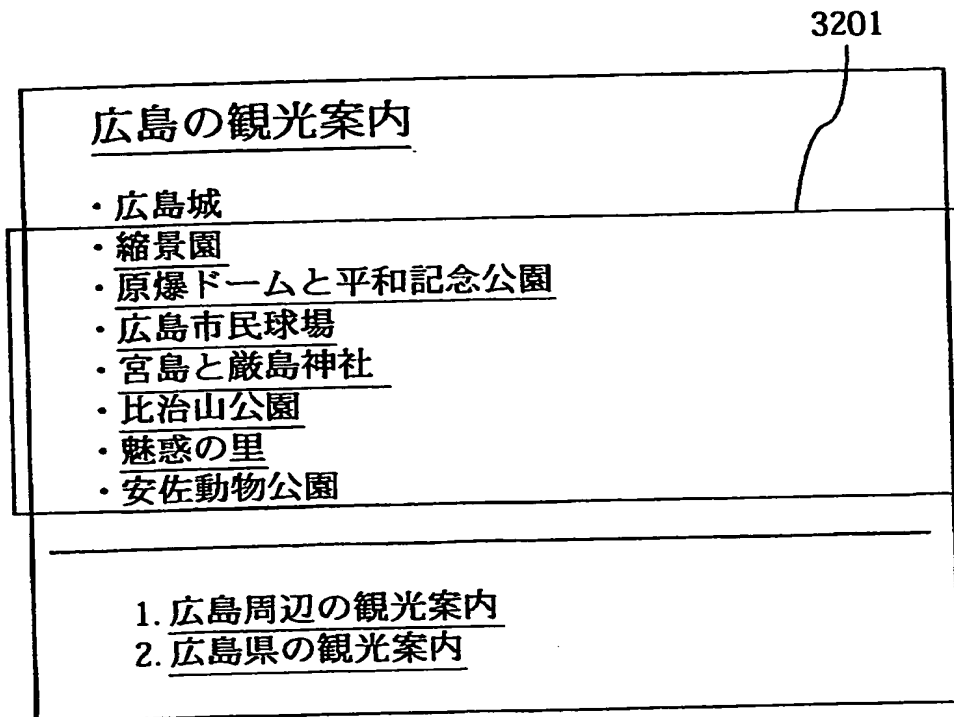 3201
広島の観光案内
・広島城
・縮景園
・原爆ドームと平和記念公園
・広島市民球場
・宮島と厳島神社
・比治山公園
・魅惑の里
・安佐動物公園
1. 広島周辺の観光案内
2. 広島県の観光案内